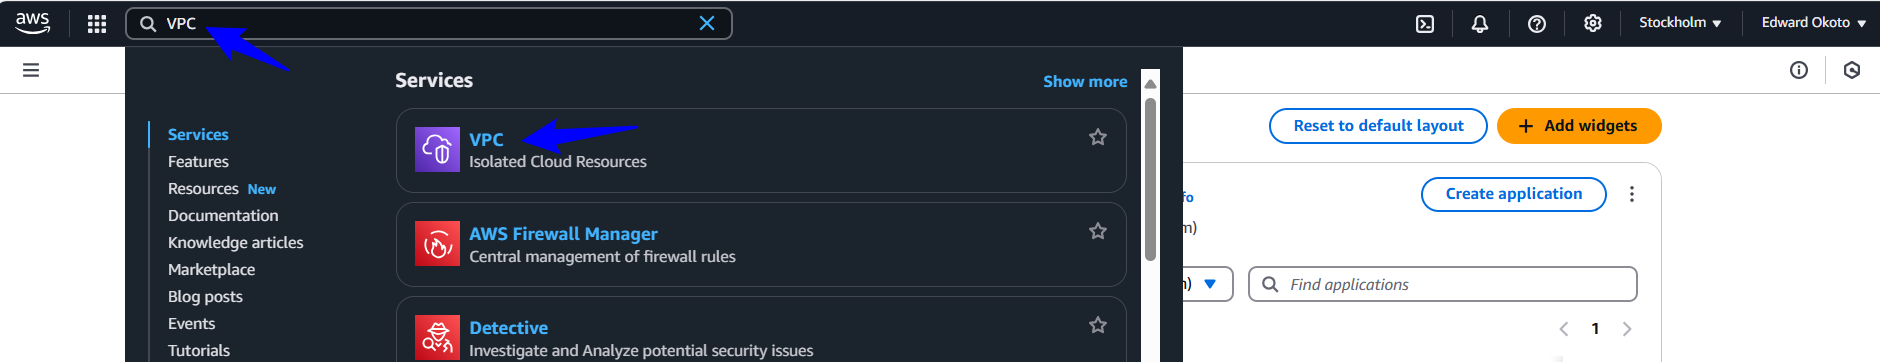 aws
VPC
Stockholm
Edward Okoto
Services
Show more
Services
Features
Resources New
Documentation
Knowledge articles
Marketplace
Blog posts
Events
Tutorials
VPC
Isolated Cloud Resources
AWS Firewall Manager
Central management of firewall rules
Detective
Investigate and Analyze potential security issues
Reset to default layout
+ Add widgets
fo
Create application
m)
)
Find applications
1